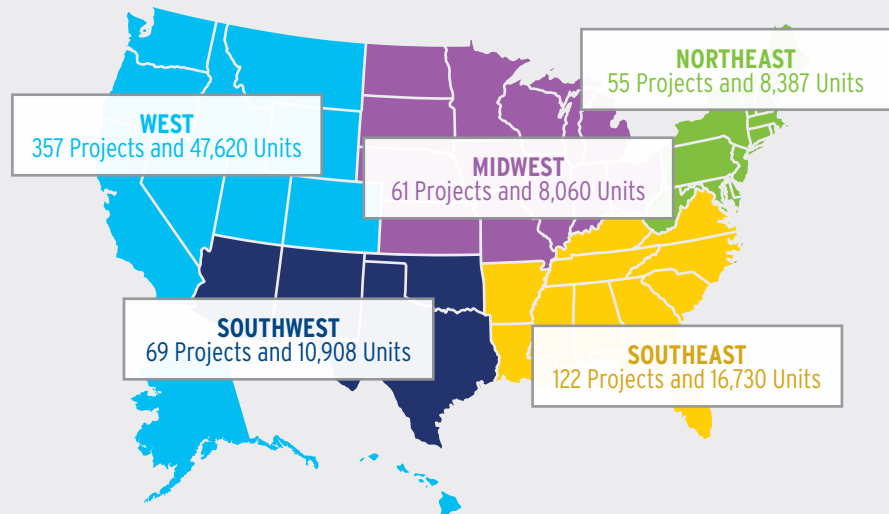 NORTHEAST
55 Projects and 8,387 Units
WEST
357 Projects and 47,620 Units
MIDWEST
61 Projects and 8,060 Units
SOUTHWEST
69 Projects and 10,908 Units
SOUTHEAST
122 Projects and 16,730 Units